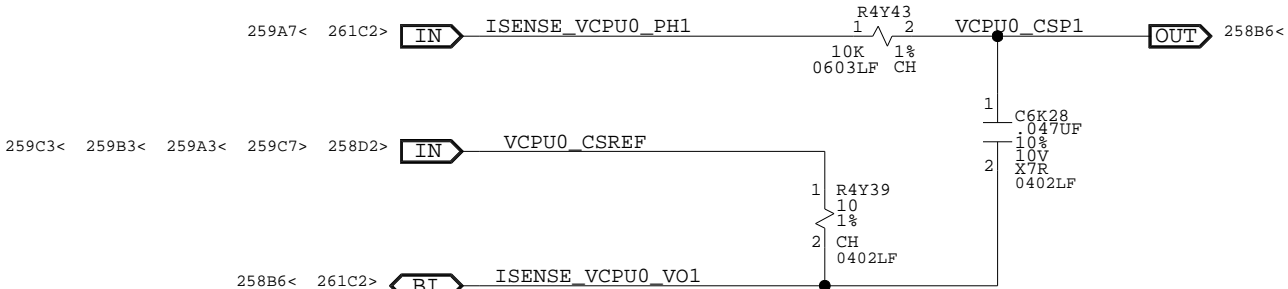 R4Y43
259A7< 261C2> IN ISENSE_VCPU0_PH1 1 2 VCPU0_CSP1 OUT 258B6<
10K 1%
0603LF CH
1 C6K28
.047UF
10%
10V
2 X7R
0402LF
259C3< 259B3< 259A3< 259C7> 258D2> IN VCPU0_CSREF
1 R4Y39
10
1%
2 CH
0402LF
258B6< 261C2> BI ISENSE_VCPU0_VO1